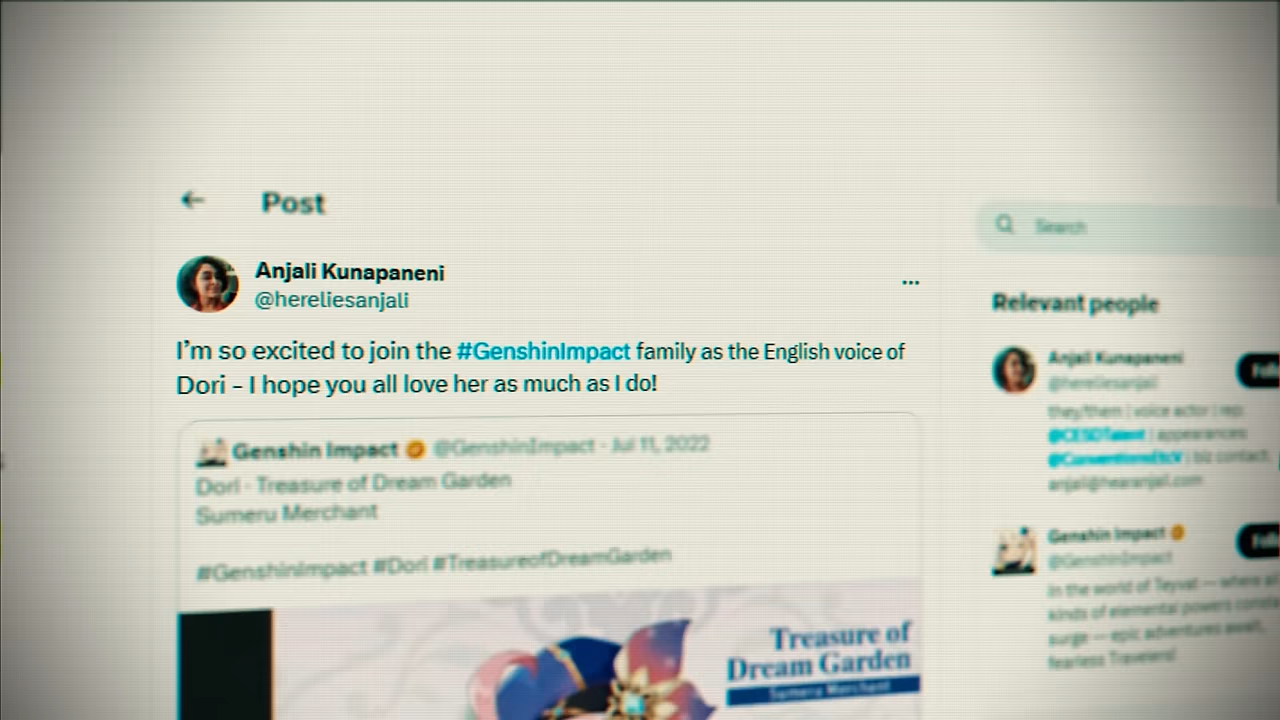 Post
Search
Anjali Kunapaneni
@hereliesanjali
...
I'm so excited to join the #GenshinImpact family as the English voice of
Dori – I hope you all love her as much as I do!
Genshin Impact @GenshinImpact · Jul 11, 2022
Dori · Treasure of Dream Garden
Sumeru Merchant
#GenshinImpact #Dori #TreasureofDreamGarden
Treasure of
Dream Garden
Sumeru Merchant
Relevant people
Anjali Kunapaneni
@hereliesanjali
they/them | voice actor | rep:
@CESDTalent | appearances:
| biz contact:
anjali@hearanjali.com
Genshin Impact
@GenshinImpact
In the world of Teyvat — where all
kinds of elemental powers
surge — epic adventures await,
fearless Travelers!